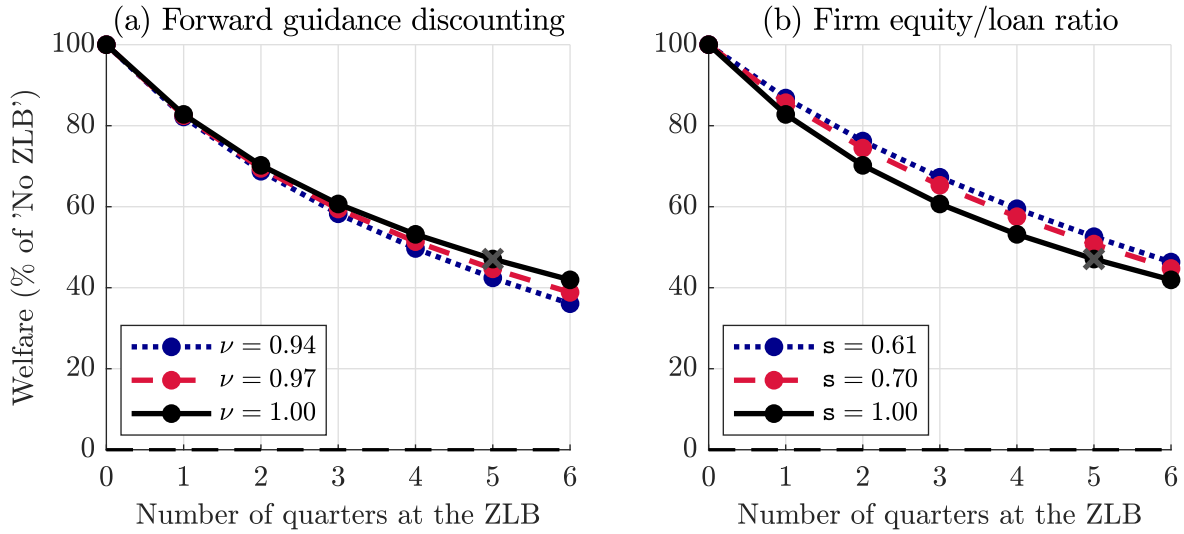 (a) Forward guidance discounting
Welfare (% of 'No ZLB')
100
80
60
40
20
0
ν = 0.94
ν = 0.97
ν = 1.00
0 1 2 3 4 5 6
Number of quarters at the ZLB
(b) Firm equity/loan ratio
100
80
60
40
20
0
s = 0.61
s = 0.70
s = 1.00
0 1 2 3 4 5 6
Number of quarters at the ZLB